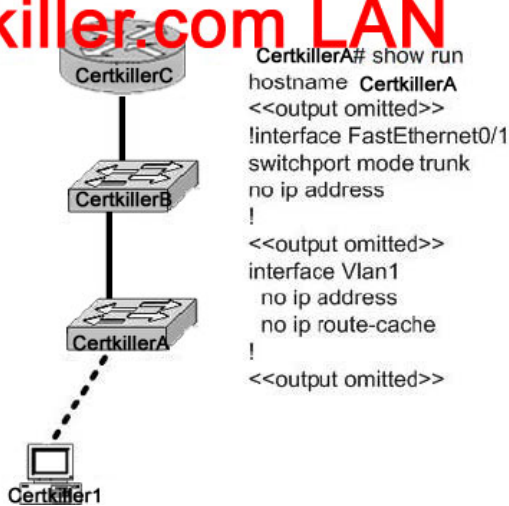 killer.com LAN
CertkillerC
CertkillerB
CertkillerA
Certkiller1
CertkillerA# show run
hostname CertkillerA
<<output omitted>>
!interface FastEthernet0/1
switchport mode trunk
no ip address
!
<<output omitted>>
interface Vlan1
no ip address
no ip route-cache
!
<<output omitted>>